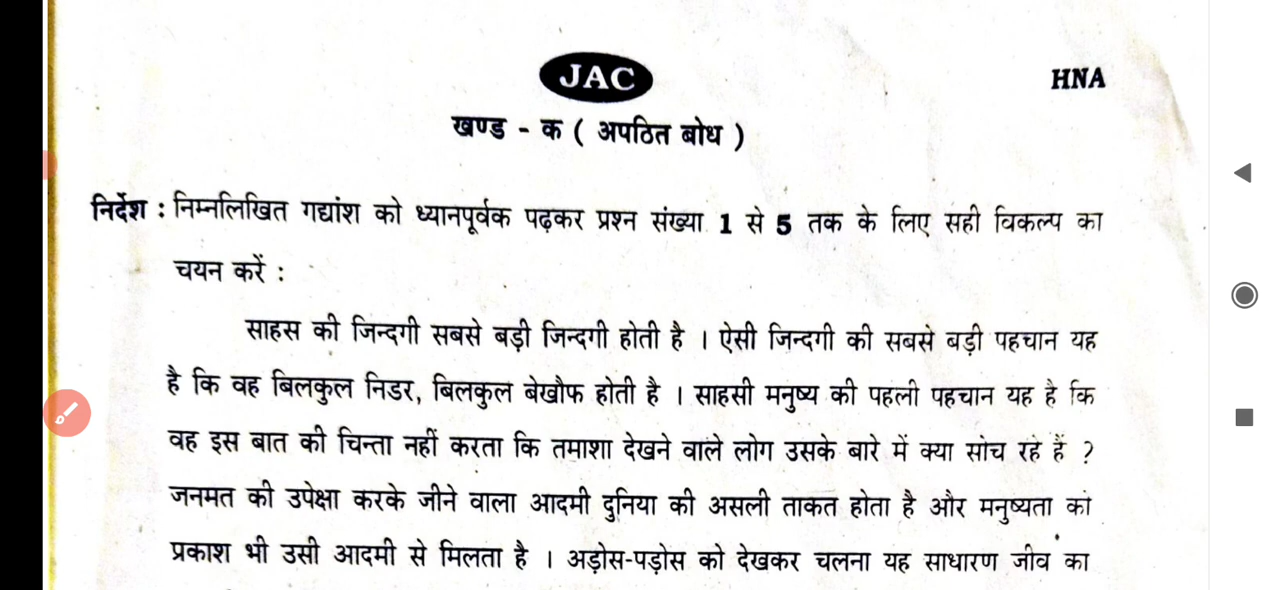 JAC
HNA
खण्ड - क ( अपठित बोध )
निर्देश : निम्नलिखित गद्यांश को ध्यानपूर्वक पढ़कर प्रश्न संख्या 1 से 5 तक के लिए सही विकल्प का
चयन करें :
साहस की जिन्दगी सबसे बड़ी जिन्दगी होती है । ऐसी जिन्दगी की सबसे बड़ी पहचान यह
है कि वह बिलकुल निडर, बिलकुल बेखौफ होती है । साहसी मनुष्य की पहली पहचान यह है कि
वह इस बात की चिन्ता नहीं करता कि तमाशा देखने वाले लोग उसके बारे में क्या सोच रहे हैं ?
जनमत की उपेक्षा करके जीने वाला आदमी दुनिया की असली ताकत होता है और मनुष्यता को
प्रकाश भी उसी आदमी से मिलता है । अड़ोस-पड़ोस को देखकर चलना यह साधारण जीव का